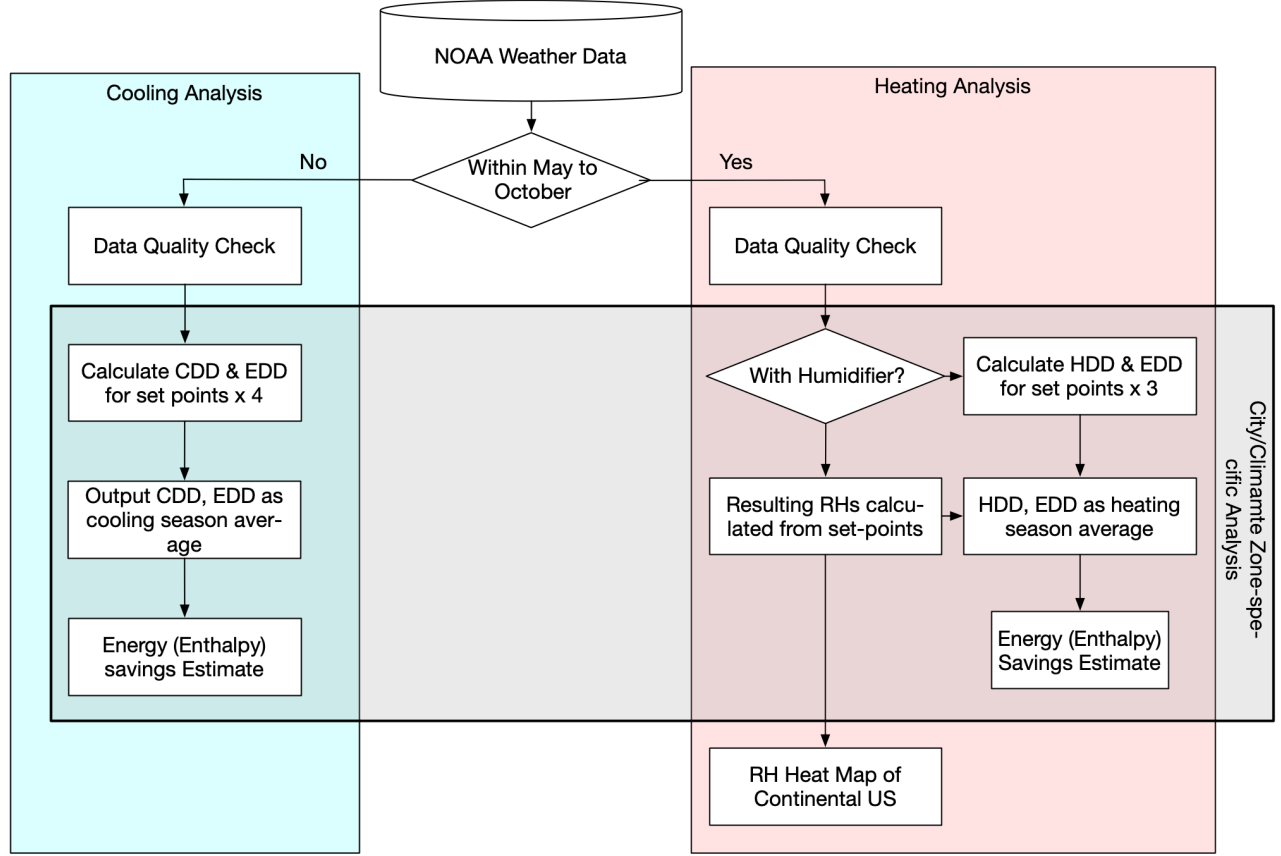 NOAA Weather Data
Cooling Analysis
Heating Analysis
Within May to
October
No
Yes
Data Quality Check
Data Quality Check
Calculate CDD & EDD
for set points x 4
With Humidifier?
Calculate HDD & EDD
for set points x 3
Output CDD, EDD as
cooling season aver-
age
Resulting RHs calcu-
lated from set-points
HDD, EDD as heating
season average
City/Climamte Zone-spe-
cific Analysis
Energy (Enthalpy)
savings Estimate
Energy (Enthalpy)
Savings Estimate
RH Heat Map of
Continental US